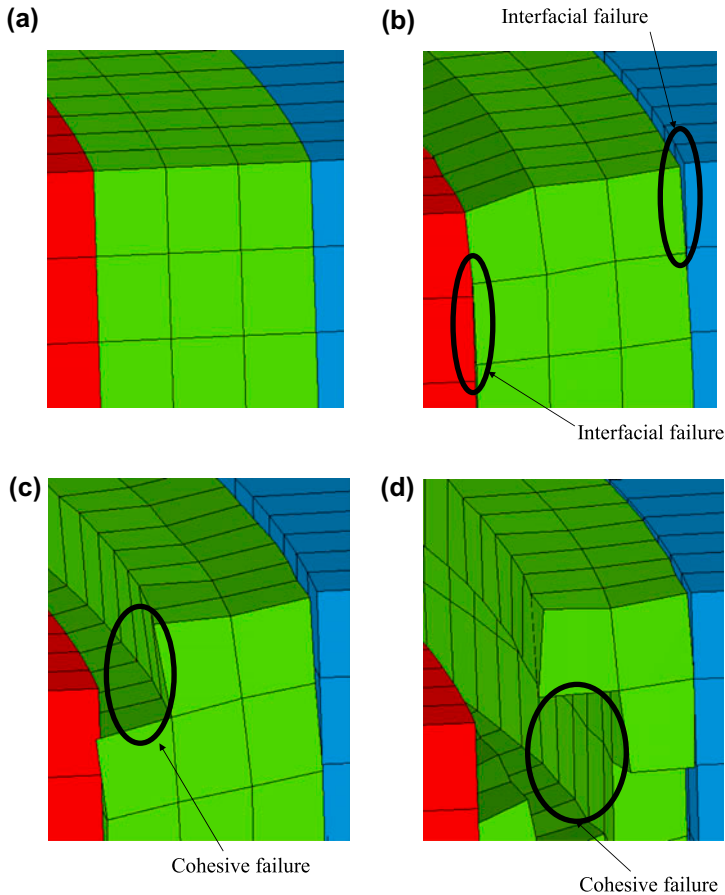 (a)
(b)
Interfacial failure
Interfacial failure
(c)
(d)
Cohesive failure
Cohesive failure